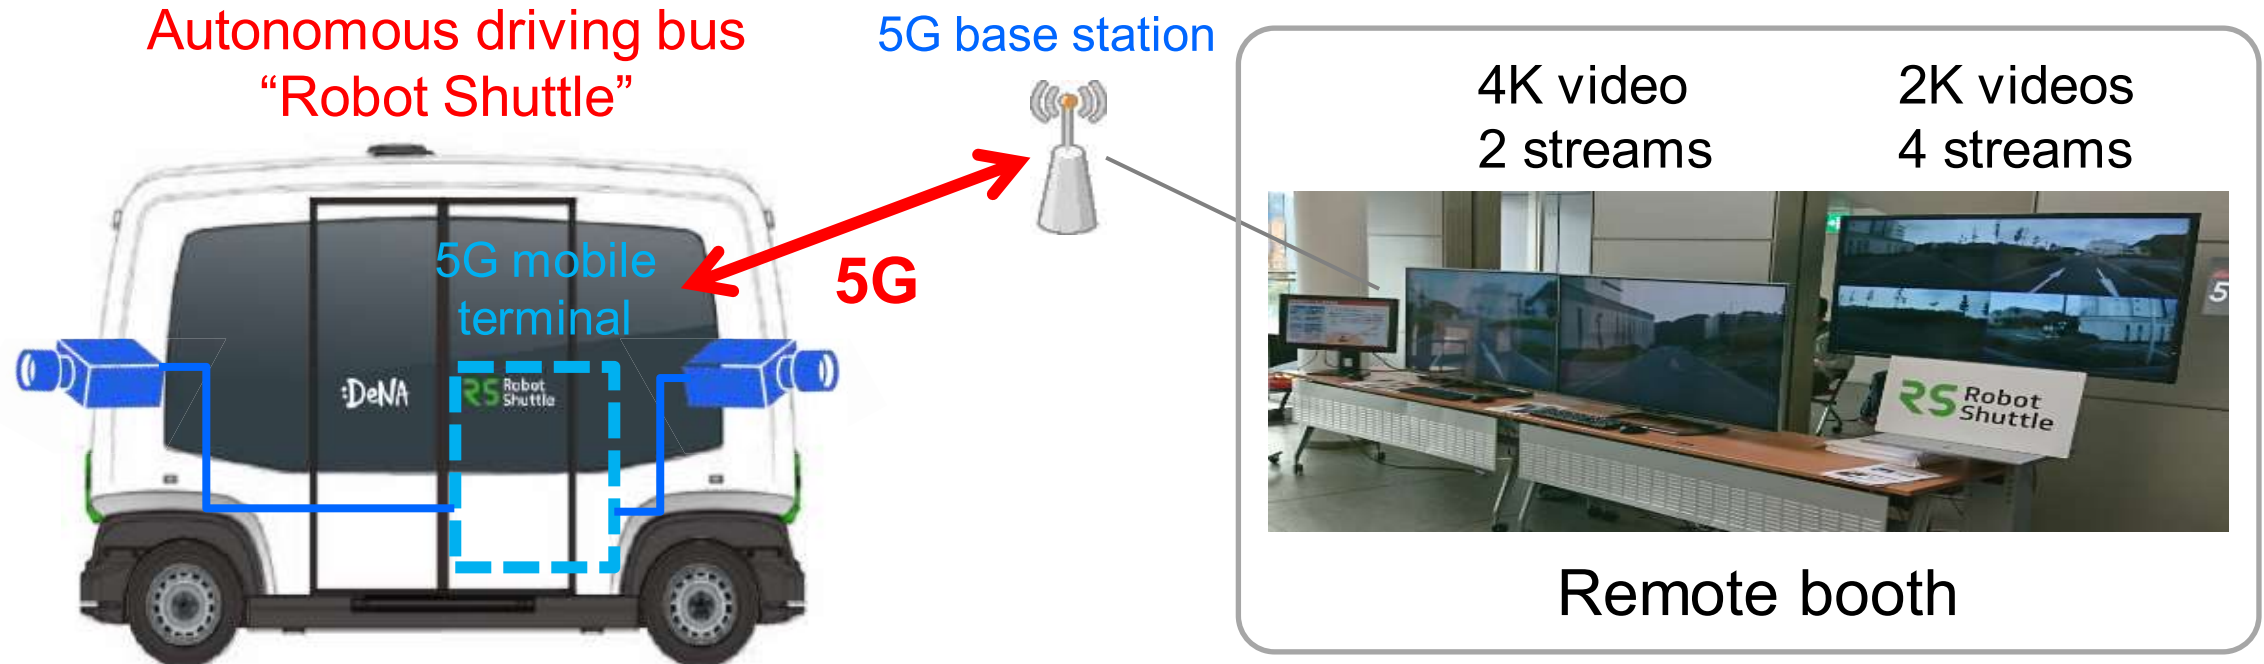 Autonomous driving bus
“Robot Shuttle”
5G base station
4K video
2 streams
2K videos
4 streams
5G mobile
terminal
5G
:DeNA
RS Robot
Shuttle
5
RS Robot
Shuttle
Remote booth